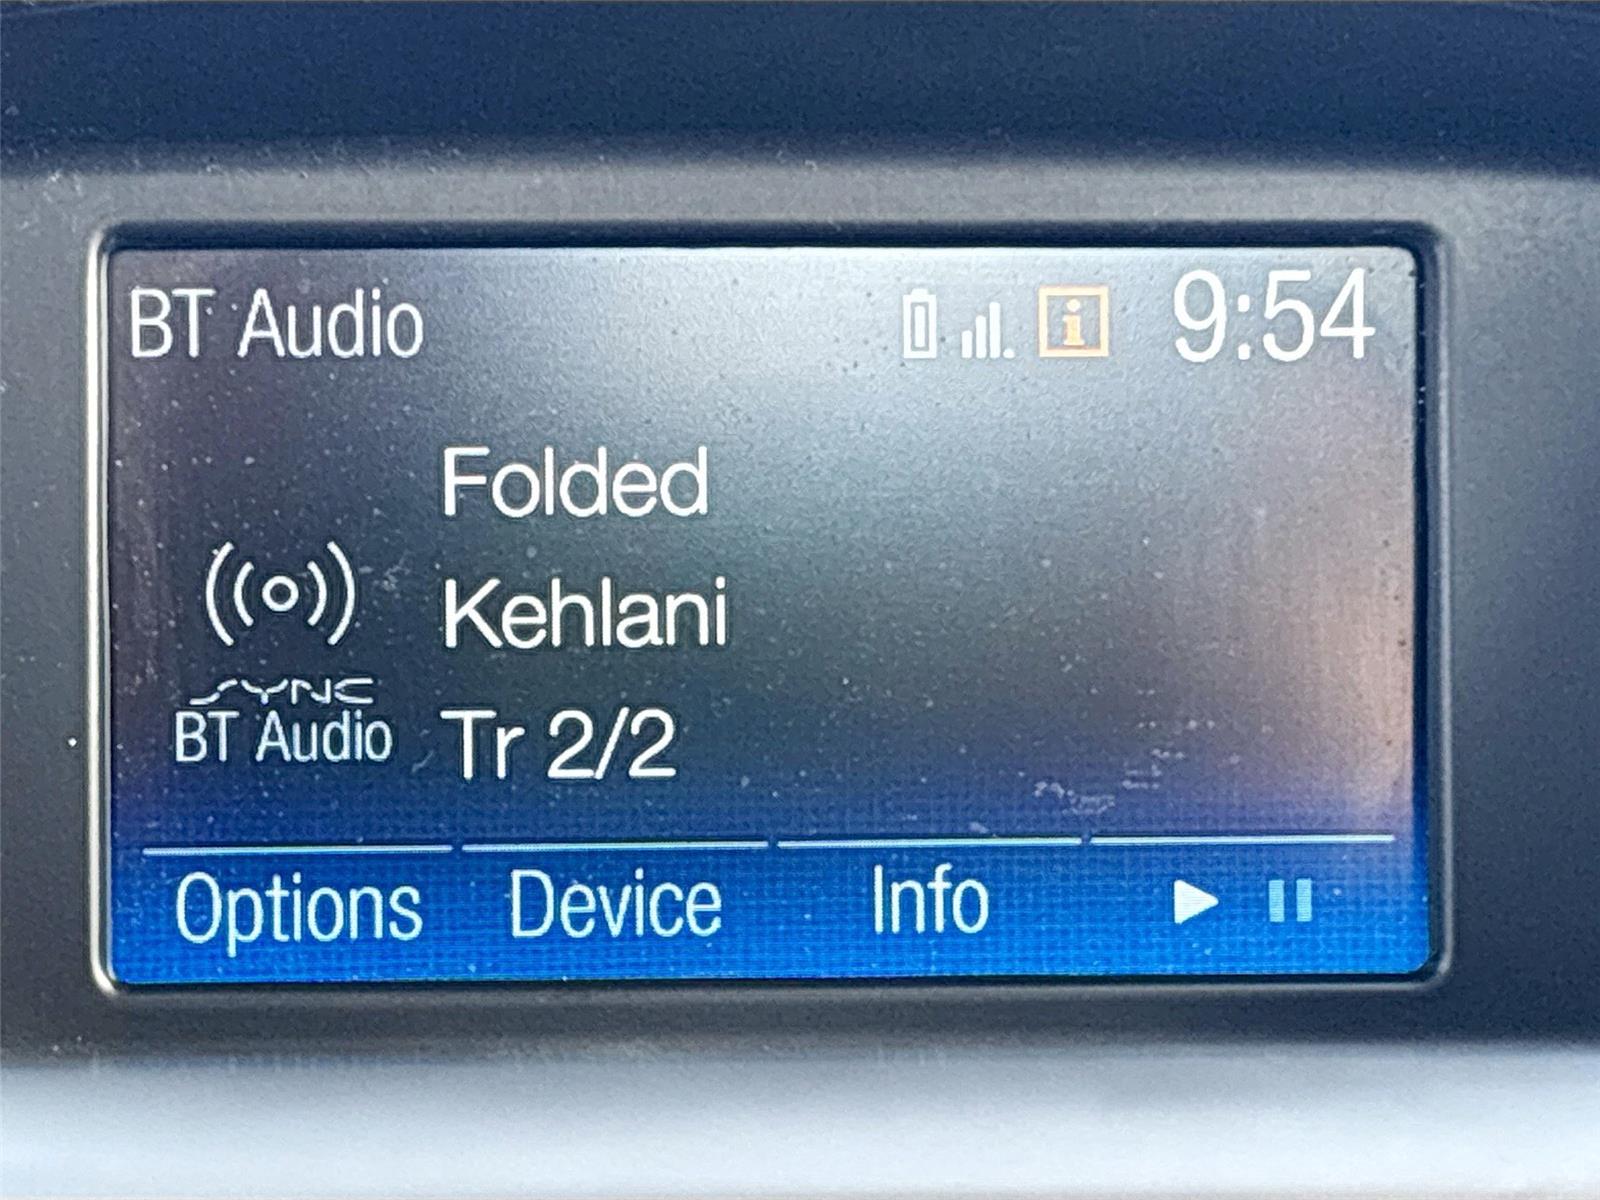 BT Audio
i 9:54
Folded
Kehlani
SYNC
BT Audio
Tr 2/2
Options Device Info